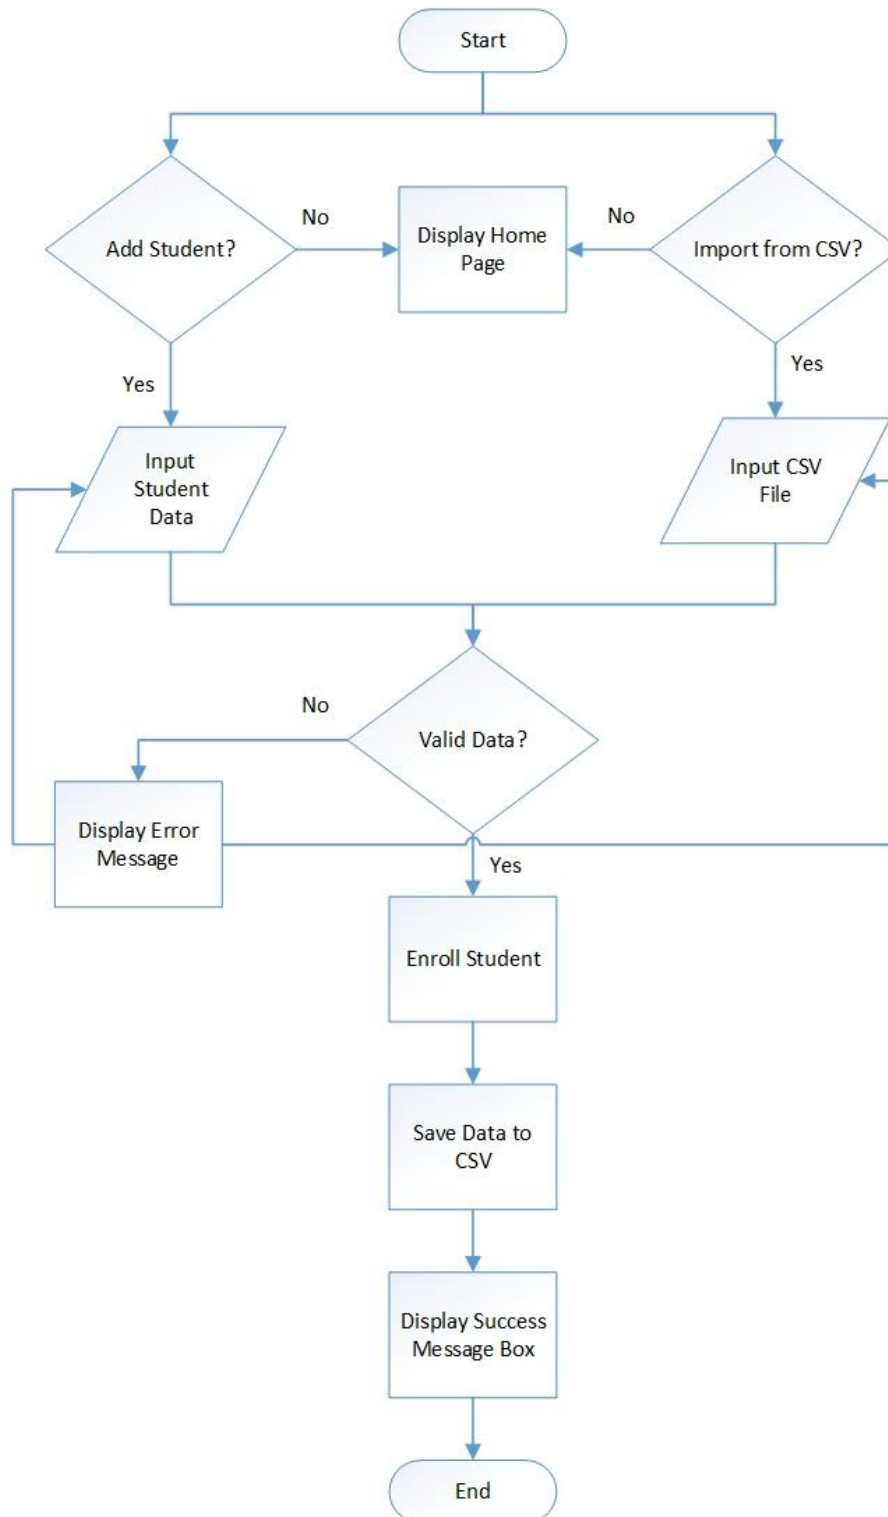 Start
Add Student?
No
Display Home
Page
No
Import from CSV?
Yes
Yes
Input
Student
Data
Input CSV
File
No
Valid Data?
Display Error
Message
Yes
Enroll Student
Save Data to
CSV
Display Success
Message Box
End